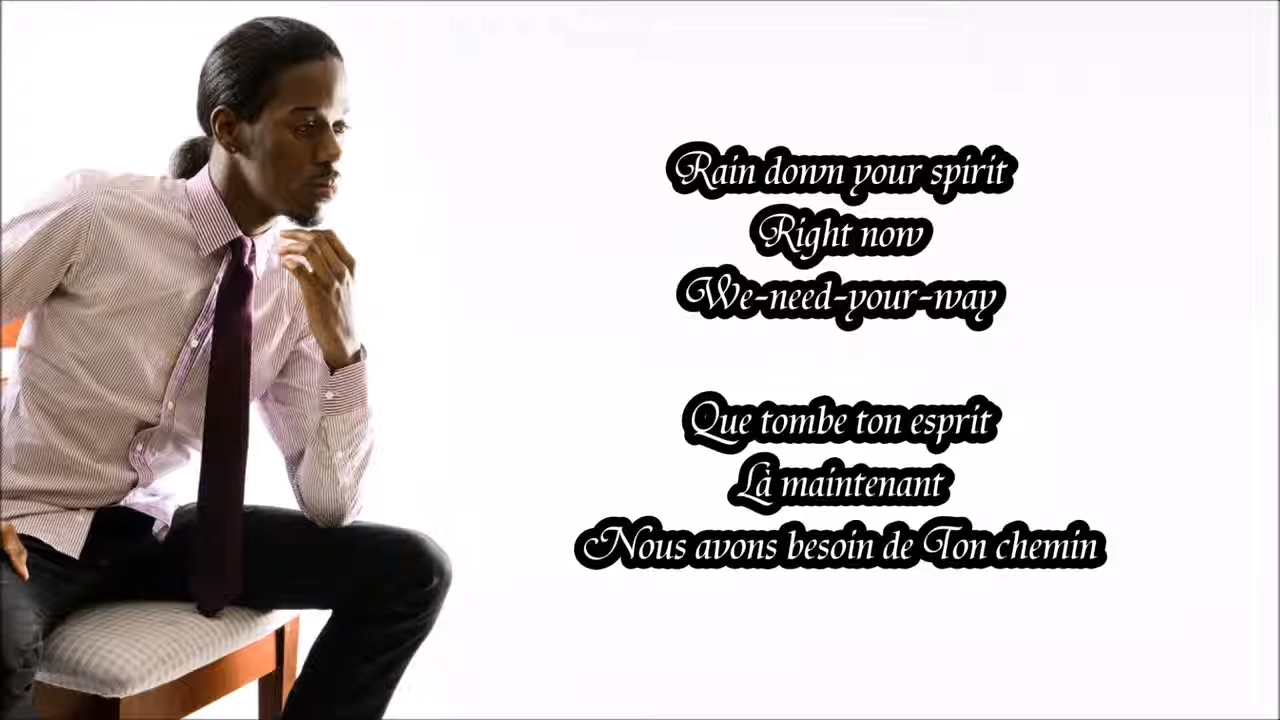 Rain down your spirit
Right now
We-need-your-way
Que tombe ton esprit
Là maintenant
Nous avons besoin de Ton chemin